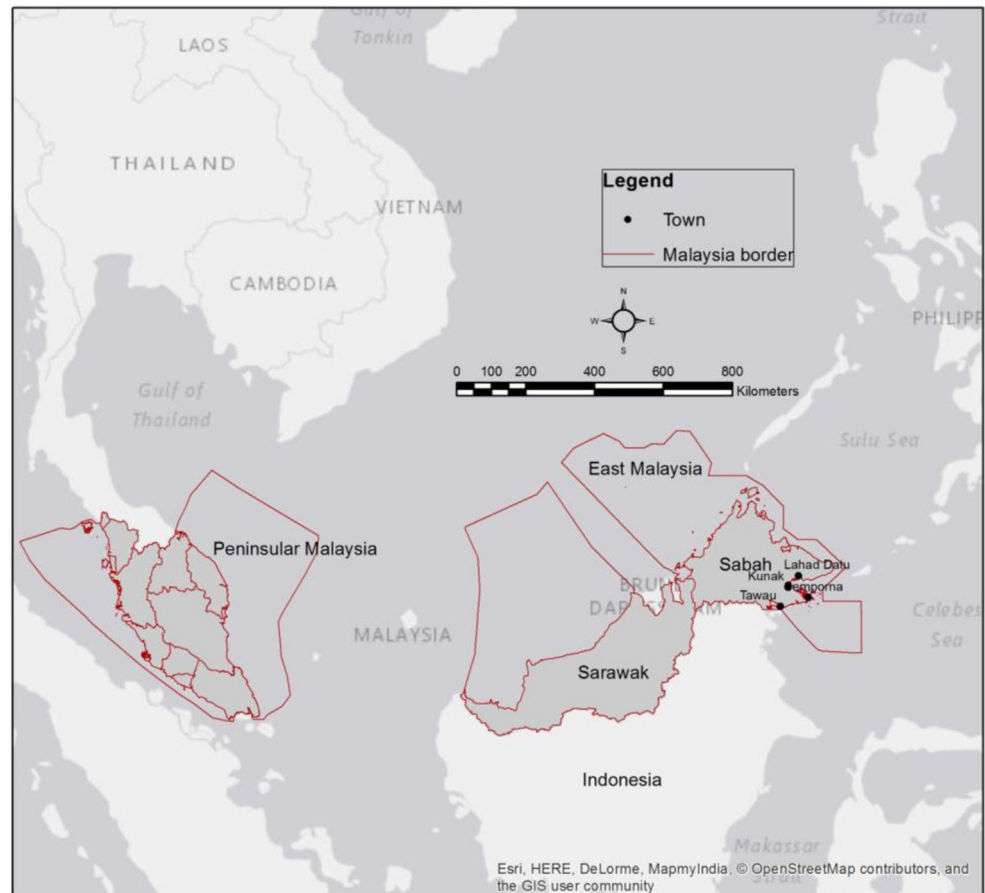 Gulf of
Tonkin
Strait
LAOS
THAILAND
VIETNAM
CAMBODIA
Legend
Town
Malaysia border
N
W
E
S
PHILIPP
0 100 200 400 600 800
Kilometers
Gulf of
Thailand
Sulu Sea
East Malaysia
Peninsular Malaysia
Sabah
Lahad Datu
Kunak
emporna
Tawau
BRUNE
MALAYSIA
Celebes
Sea
Sarawak
Indonesia
Makassar
Strait
Esri, HERE, DeLorme, MapmyIndia, © OpenStreetMap contributors, and
the GIS user community